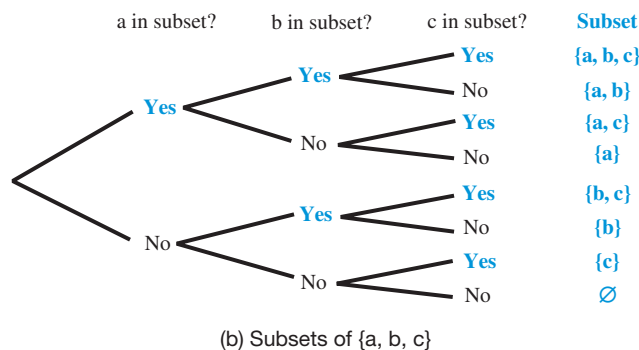 a in subset? b in subset? c in subset? Subset
Yes {a, b, c}
Yes
No {a, b}
Yes
Yes {a, c}
No
No {a}
Yes {b, c}
Yes
No {b}
No
Yes {c}
No
No ∅
(b) Subsets of {a, b, c}